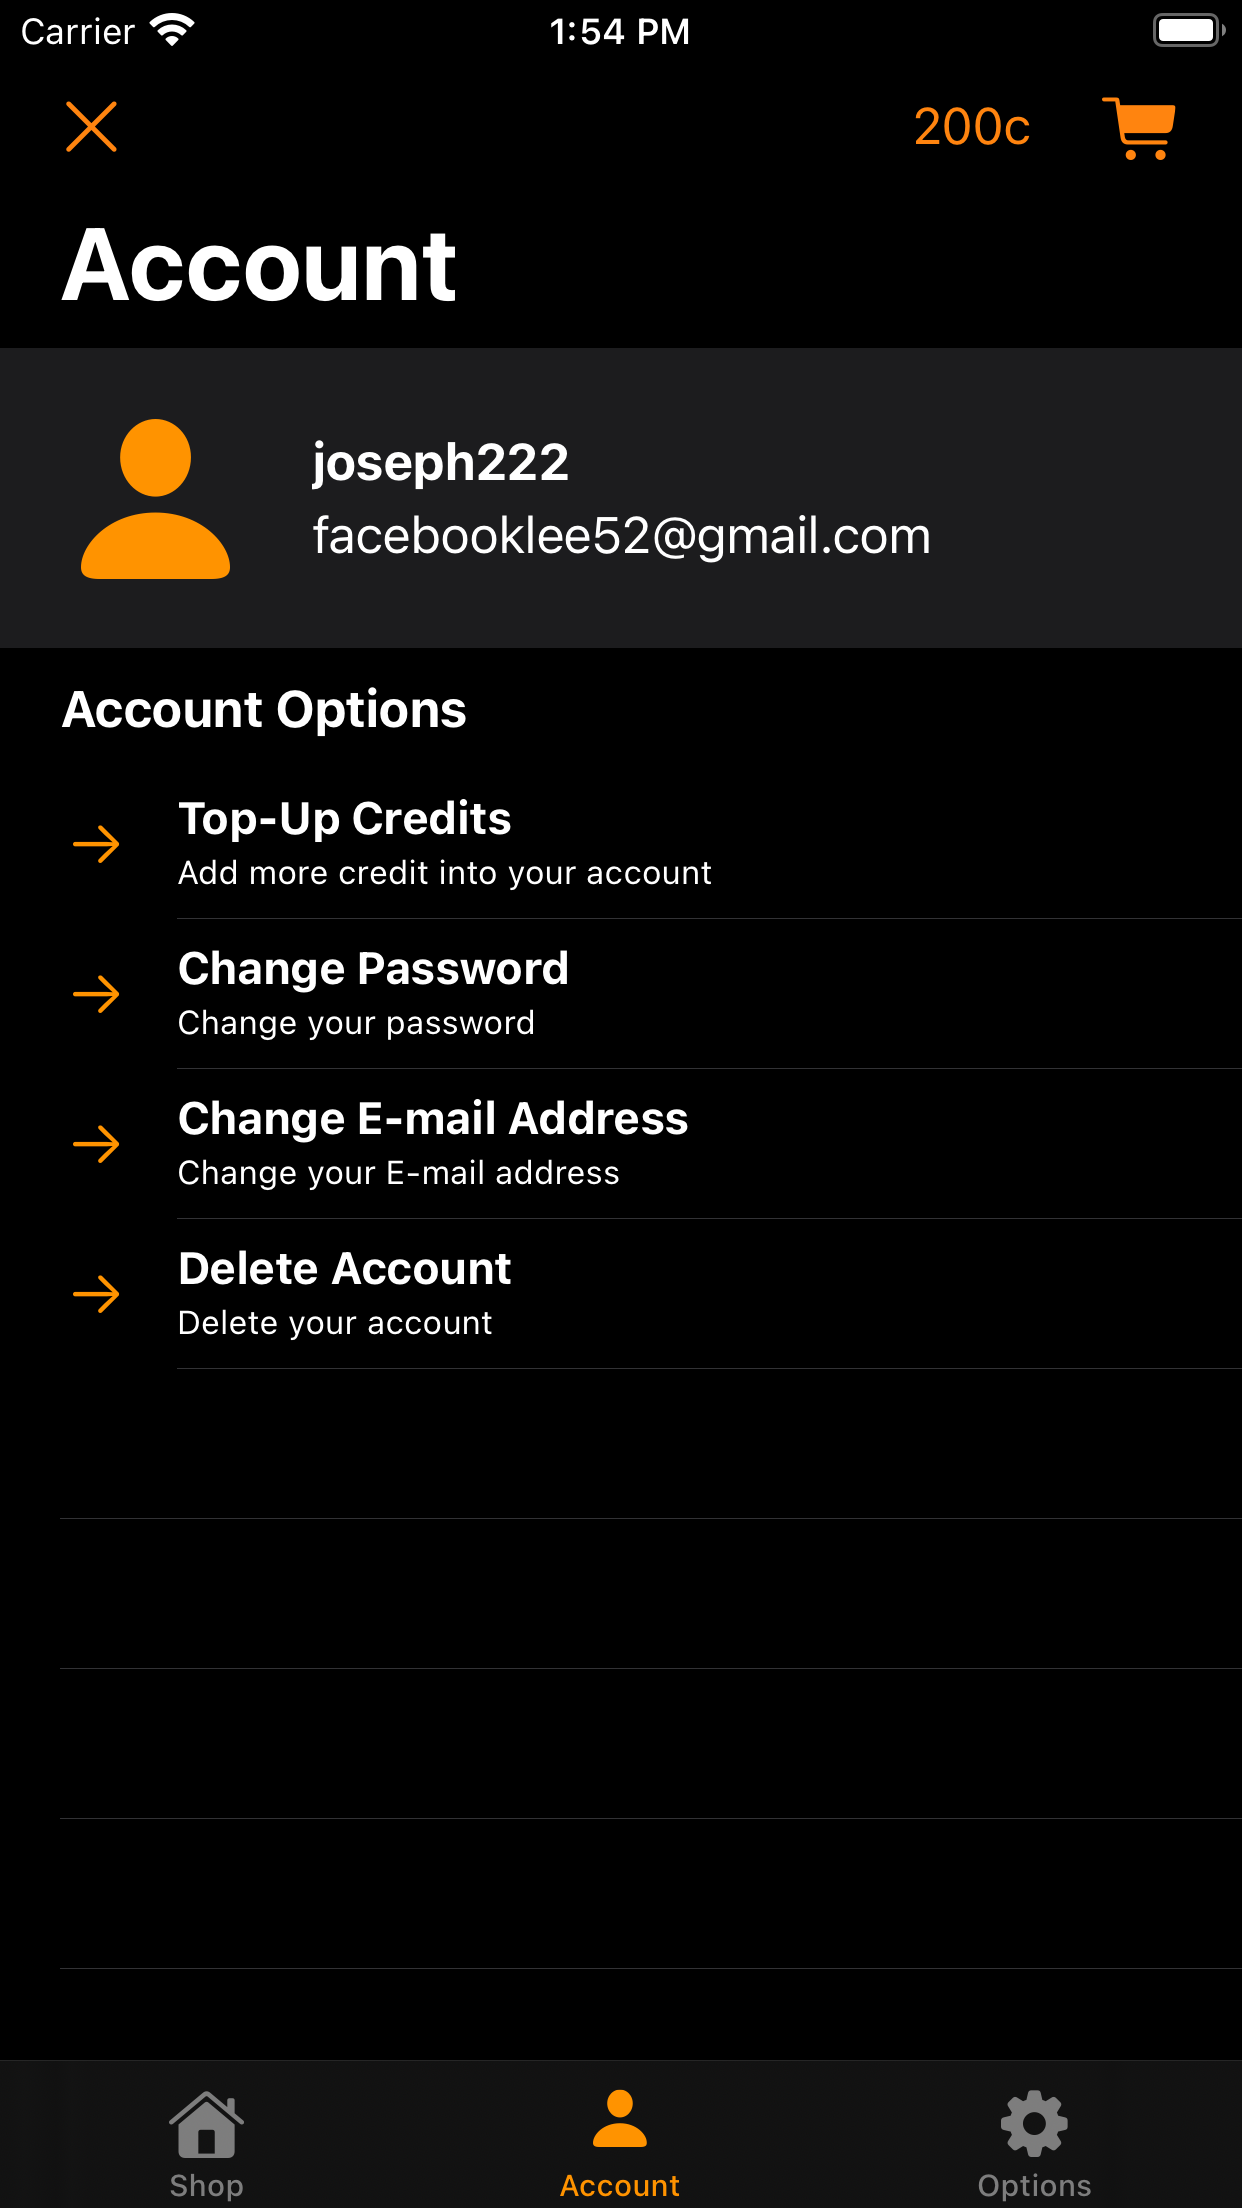 Carrier
1:54 PM
200c
Account
joseph222
facebooklee52@gmail.com
Account Options
Top-Up Credits
Add more credit into your account
Change Password
Change your password
Change E-mail Address
Change your E-mail address
Delete Account
Delete your account
Shop
Account
Options